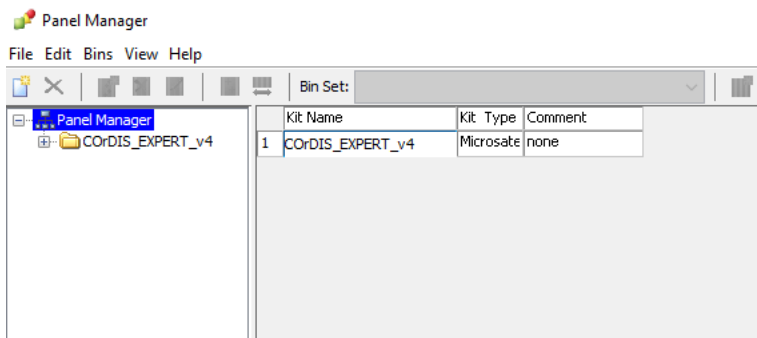 Panel Manager
File Edit Bins View Help
Bin Set:
Panel Manager
COrDIS_EXPERT_v4
Kit Name Kit Type Comment
1 COrDIS_EXPERT_v4 Microsate none